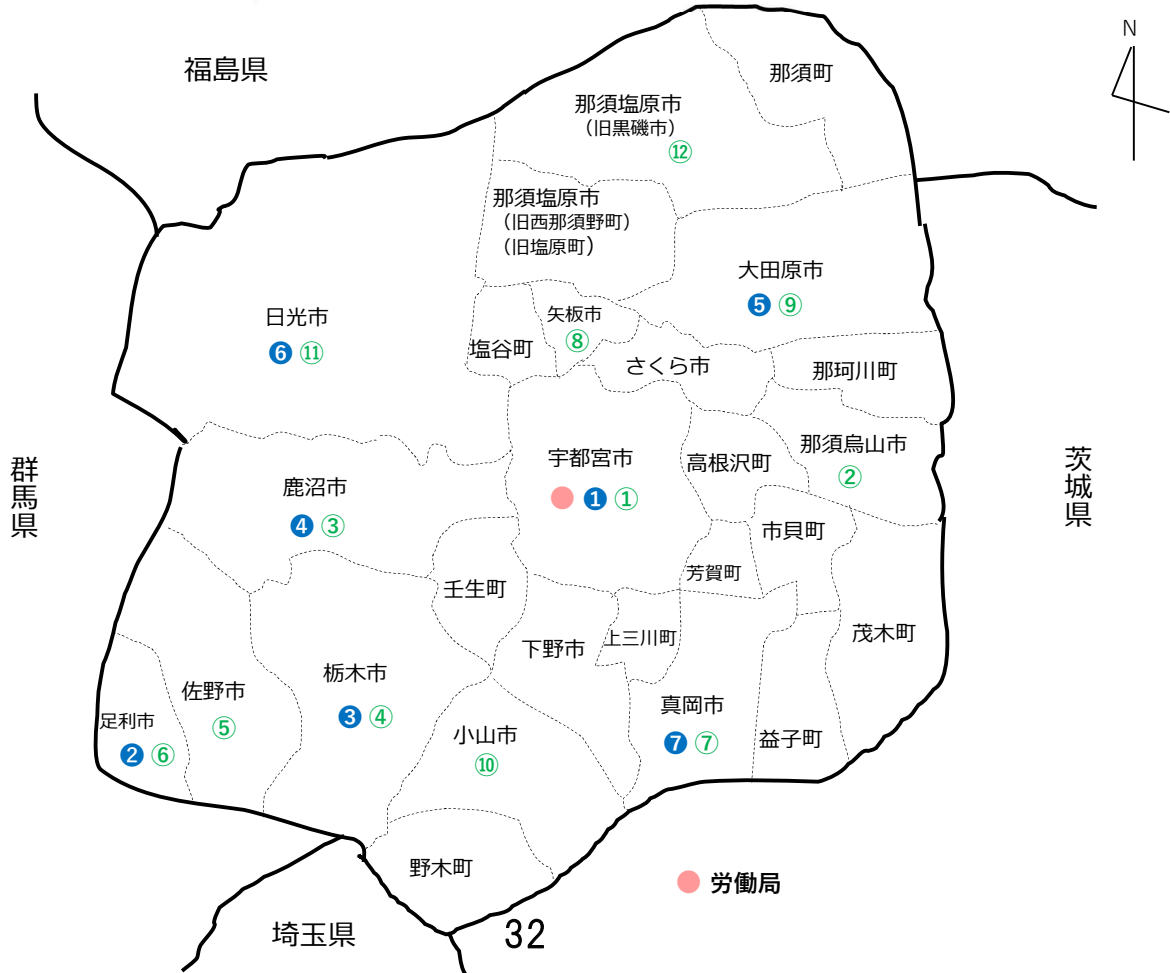 N
福島県
那須町
那須塩原市
(旧黒磯市)
⑫
那須塩原市
(旧西那須野町)
(旧塩原町)
大田原市
❺ ⑨
日光市
❻ ⑪
矢板市
⑧
塩谷町
さくら市
那珂川町
群馬県
茨城県
宇都宮市
❶ ①
高根沢町
那須烏山市
②
鹿沼市
❹ ③
市貝町
芳賀町
壬生町
下野市
上三川町
茂木町
栃木市
❸ ④
佐野市
⑤
足利市
❷ ⑥
小山市
⑩
真岡市
❼ ⑦
益子町
野木町
労働局
埼玉県
32